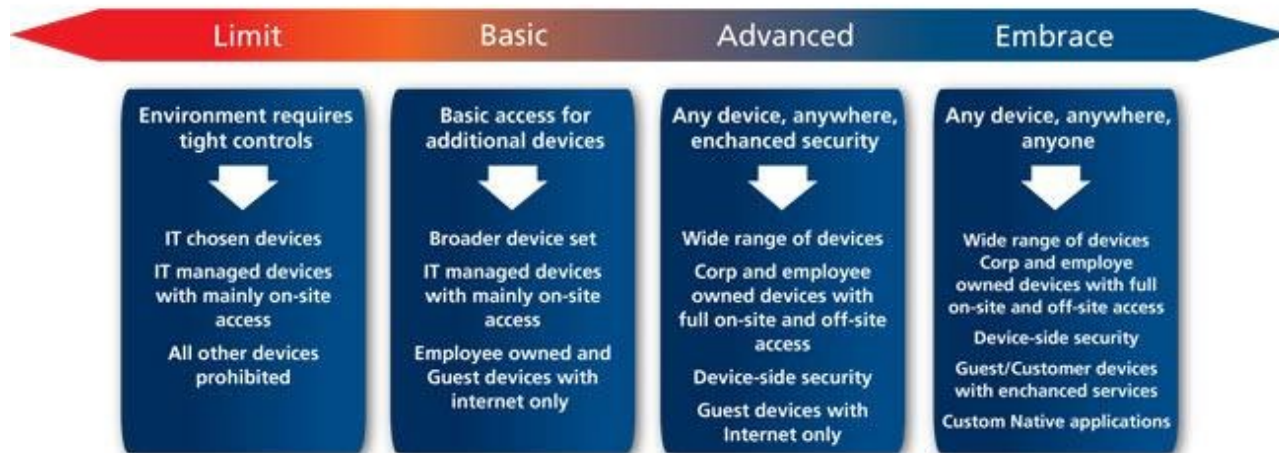 Limit
Basic
Advanced
Embrace
Environment requires
tight controls
IT chosen devices
IT managed devices
with mainly on-site
access
All other devices
prohibited
Basic access for
additional devices
Broader device set
IT managed devices
with mainly on-site
access
Employee owned and
Guest devices with
internet only
Any device, anywhere,
enchanced security
Wide range of devices
Corp and employee
owned devices with
full on-site and off-site
access
Device-side security
Guest devices with
Internet only
Any device, anywhere,
anyone
Wide range of devices
Corp and employe
owned devices with full
on-site and off-site access
Device-side security
Guest/Customer devices
with enchanced services
Custom Native applications